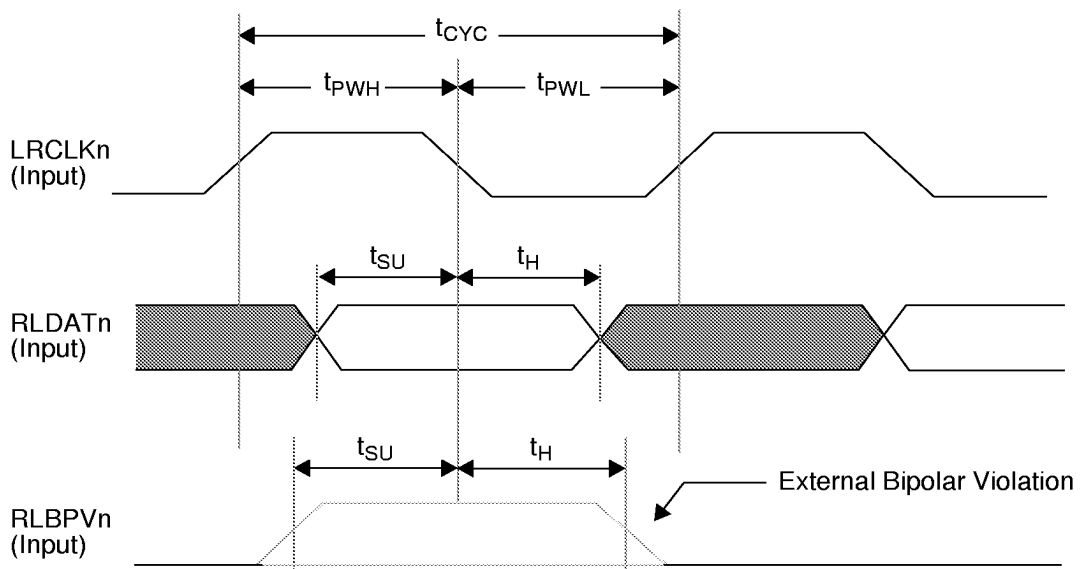 tCYC
tPWH
tPWL
LRCLKn
(Input)
tSU
tH
RLDATn
(Input)
tSU
tH
External Bipolar Violation
RLBPVn
(Input)